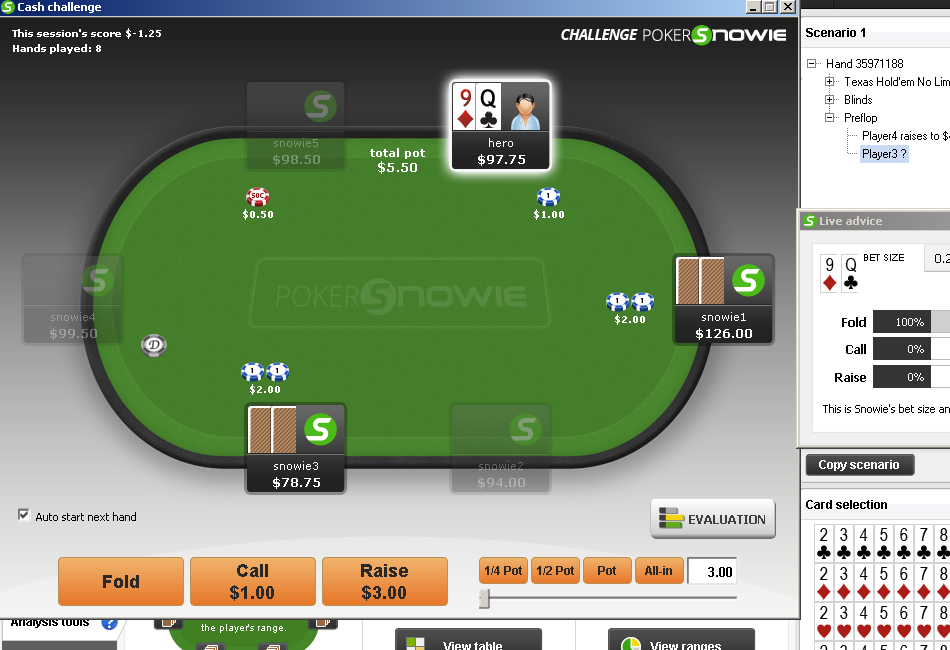 Cash challenge
This session's score $-1.25
Hands played: 8
CHALLENGE POKERSNOWIE
snowie5
$98.50
9 Q
hero
$97.75
total pot
$5.50
50C
$0.50
1
$1.00
snowie4
$99.50
POKERSNOWIE
1 1
$2.00
snowie1
$126.00
D
1 1
$2.00
snowie3
$78.75
snowie2
$94.00
Auto start next hand
EVALUATION
Fold
Call
$1.00
Raise
$3.00
1/4 Pot
1/2 Pot
Pot
All-in
3.00
Analysis tools ?
the player's range.
View table
View ranges
Scenario 1
Hand 35971188
Texas Hold'em No Lim
Blinds
Preflop
Player4 raises to $
Player3 ?
Live advice
9 Q
BET SIZE
0.2
Fold 100%
Call 0%
Raise 0%
This is Snowie's bet size an
Copy scenario
Card selection
2 3 4 5 6 7 8
2 3 4 5 6 7 8
2 3 4 5 6 7 8